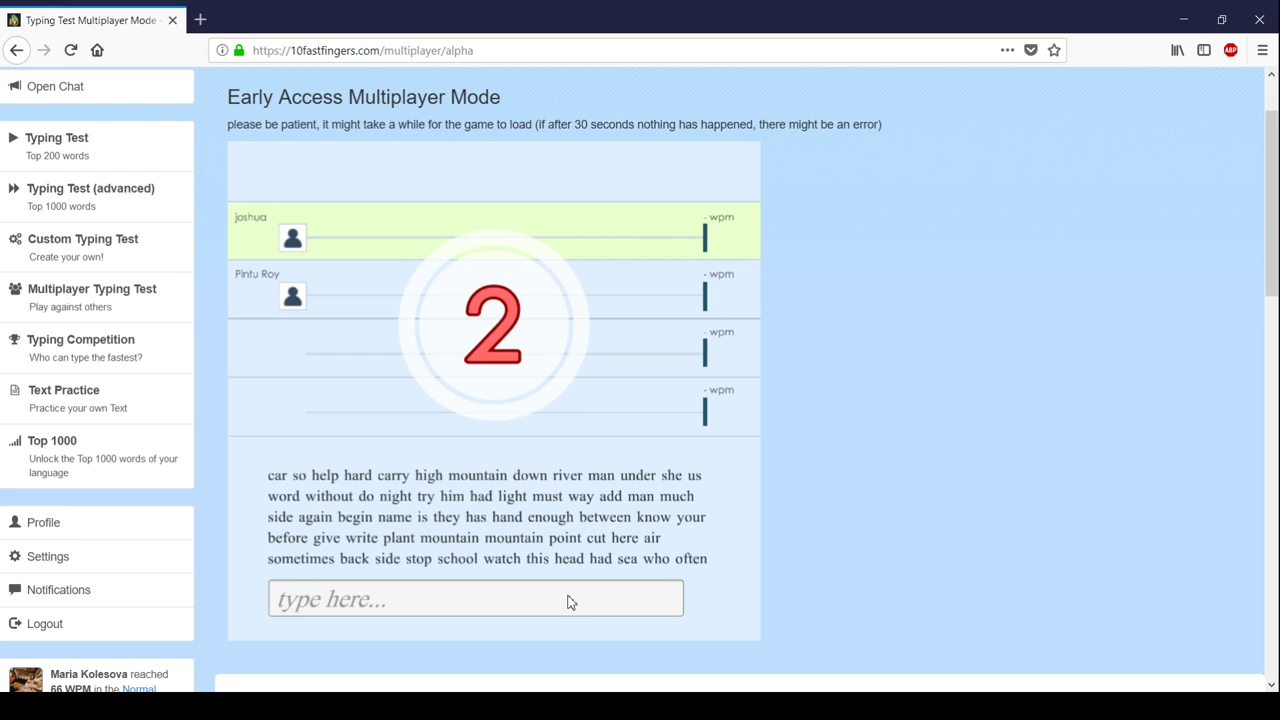 Typing Test Multiplayer Mode -
https://10fastfingers.com/multiplayer/alpha
ABP
Open Chat
Typing Test
Top 200 words
Typing Test (advanced)
Top 1000 words
Custom Typing Test
Create your own!
Multiplayer Typing Test
Play against others
Typing Competition
Who can type the fastest?
Text Practice
Practice your own Text
Top 1000
Unlock the Top 1000 words of your
language
Profile
Settings
Notifications
Logout
Maria Kolesova reached
66 WPM in the Normal
Early Access Multiplayer Mode
please be patient, it might take a while for the game to load (if after 30 seconds nothing has happened, there might be an error)
joshua
- wpm
Pintu Roy
- wpm
- wpm
- wpm
2
car so help hard carry high mountain down river man under she us
word without do night try him had light must way add man much
side again begin name is they has hand enough between know your
before give write plant mountain mountain point cut here air
sometimes back side stop school watch this head had sea who often
type here...